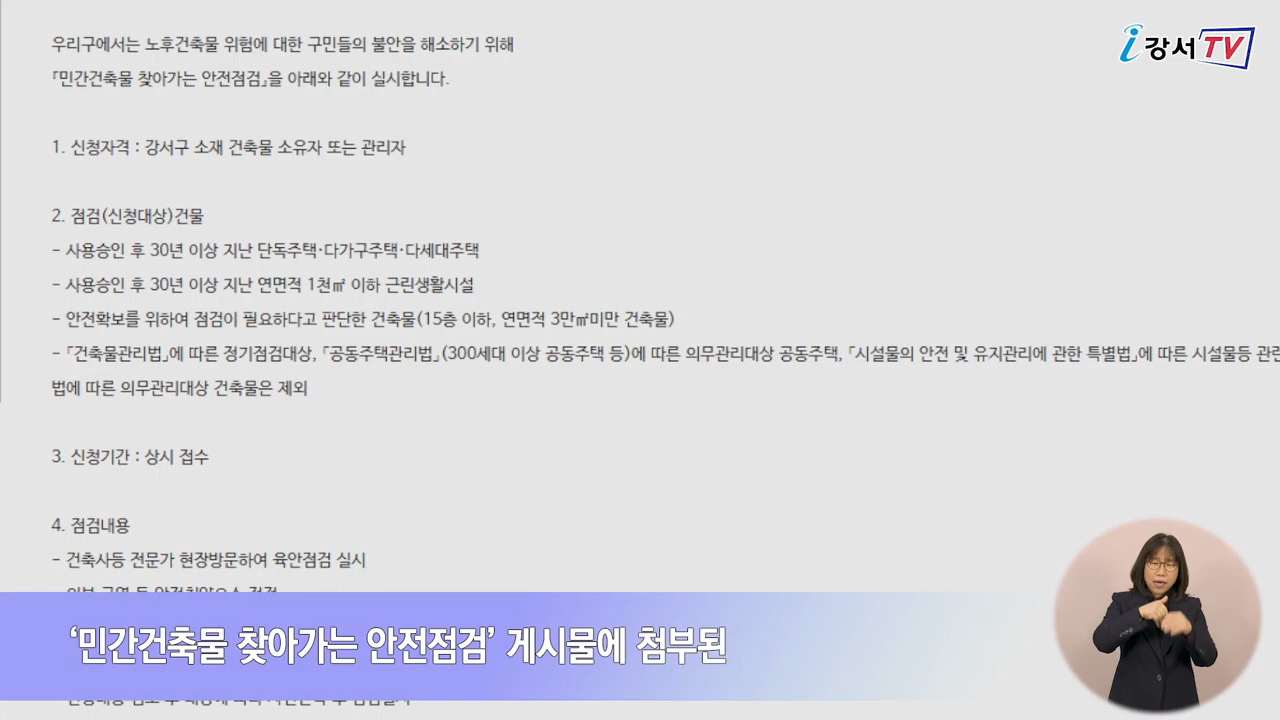 우리구에서는 노후건축물 위험에 대한 구민들의 불안을 해소하기 위해
i강서TV
「민간건축물 찾아가는 안전점검」을 아래와 같이 실시합니다.
1. 신청자격 : 강서구 소재 건축물 소유자 또는 관리자
2. 점검(신청대상)건물
- 사용승인 후 30년 이상 지난 단독주택·다가구주택·다세대주택
- 사용승인 후 30년 이상 지난 연면적 1천㎡ 이하 근린생활시설
- 안전확보를 위하여 점검이 필요하다고 판단한 건축물(15층 이하, 연면적 3만㎡미만 건축물)
- 「건축물관리법」에 따른 정기점검대상, 「공동주택관리법」(300세대 이상 공동주택 등)에 따른 의무관리대상 공동주택, 「시설물의 안전 및 유지관리에 관한 특별법」에 따른 시설물등 관련
법에 따른 의무관리대상 건축물은 제외
3. 신청기간 : 상시 접수
4. 점검내용
- 건축사등 전문가 현장방문하여 육안점검 실시
‘민간건축물 찾아가는 안전점검’ 게시물에 첨부된